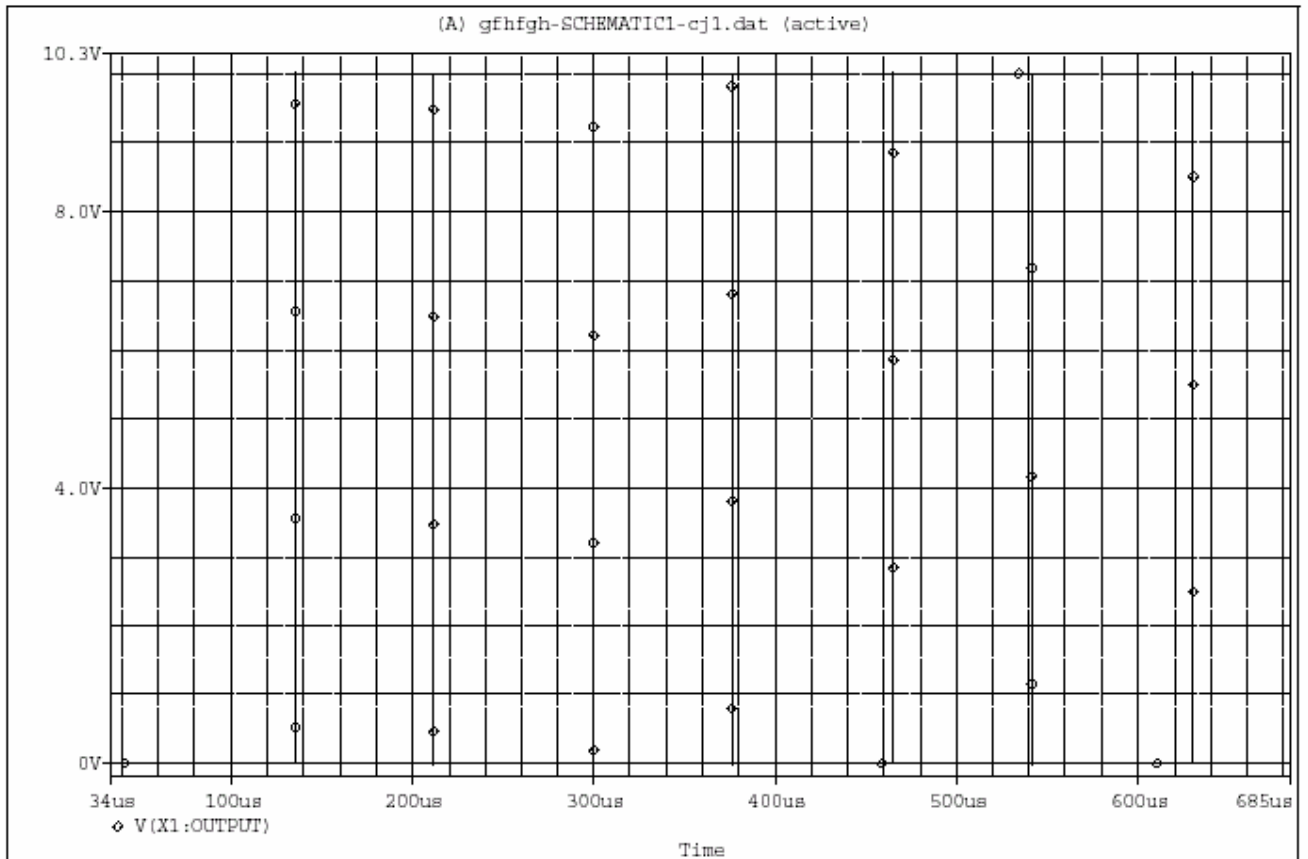 (A) gfhfgh-SCHEMATIC1-cj1.dat (active)
10.3V
8.0V
4.0V
0V
34us 100us 200us 300us 400us 500us 600us 685us
V(X1:OUTPUT)
Time